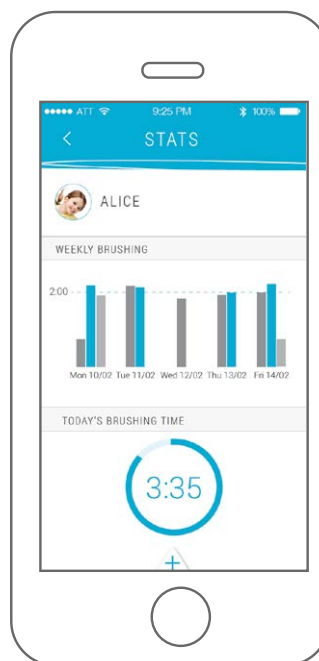 ATT 9:25 PM 100%
STATS
ALICE
WEEKLY BRUSHING
2:00
Mon 10/02 Tue 11/02 Wed 12/02 Thu 13/02 Fri 14/02
TODAY'S BRUSHING TIME
3:35
+